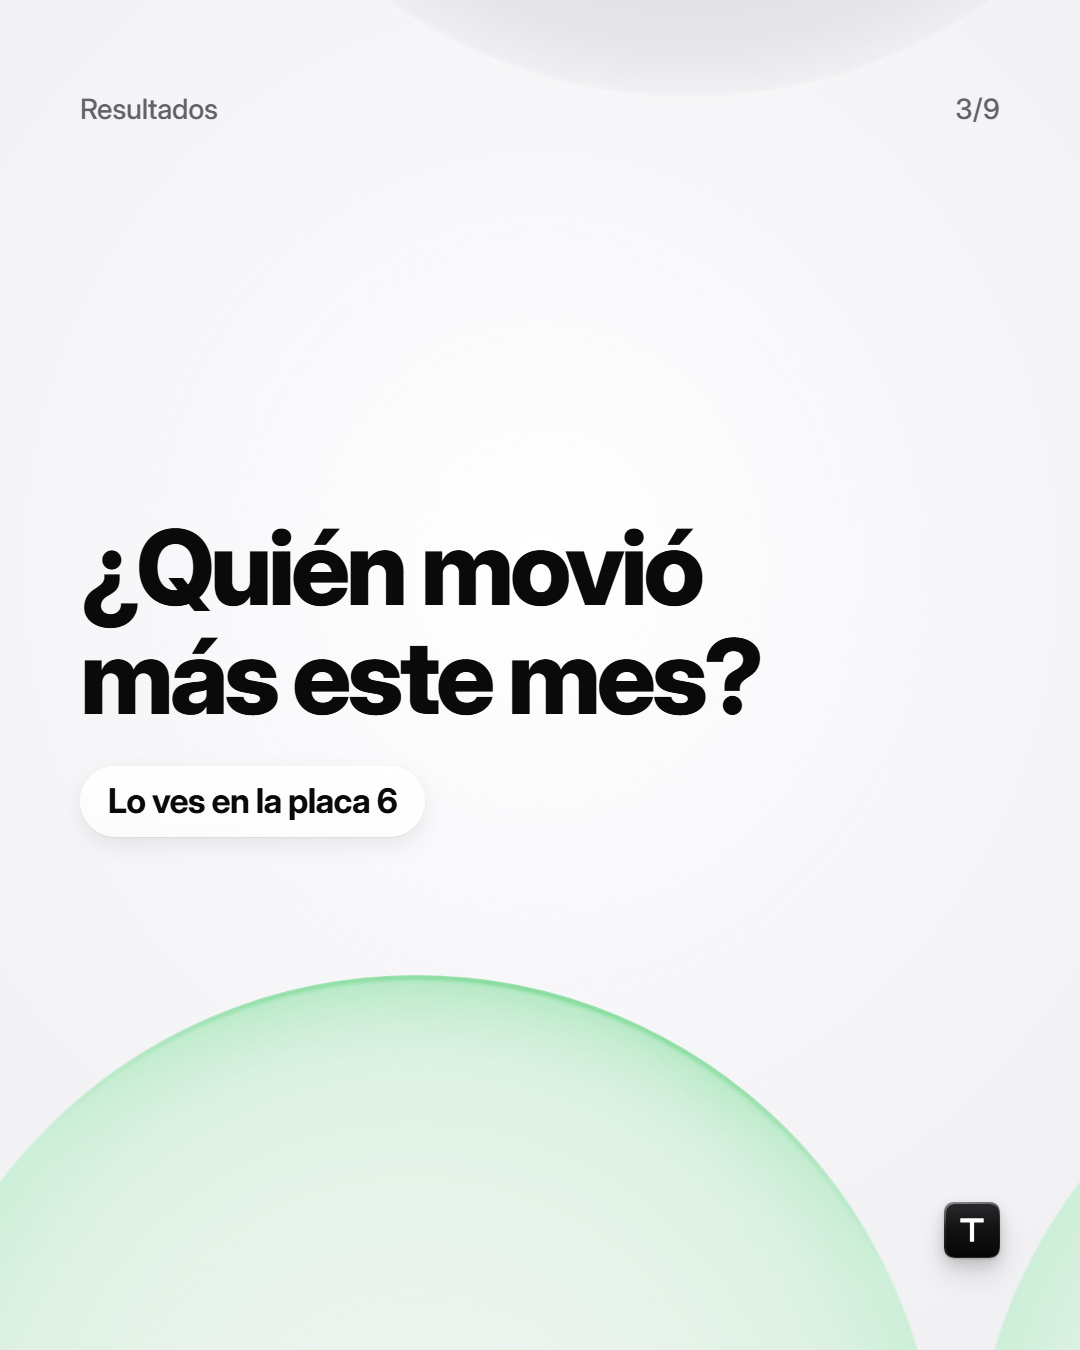 Resultados
3/9
¿Quién movió
más este mes?
Lo ves en la placa 6
T